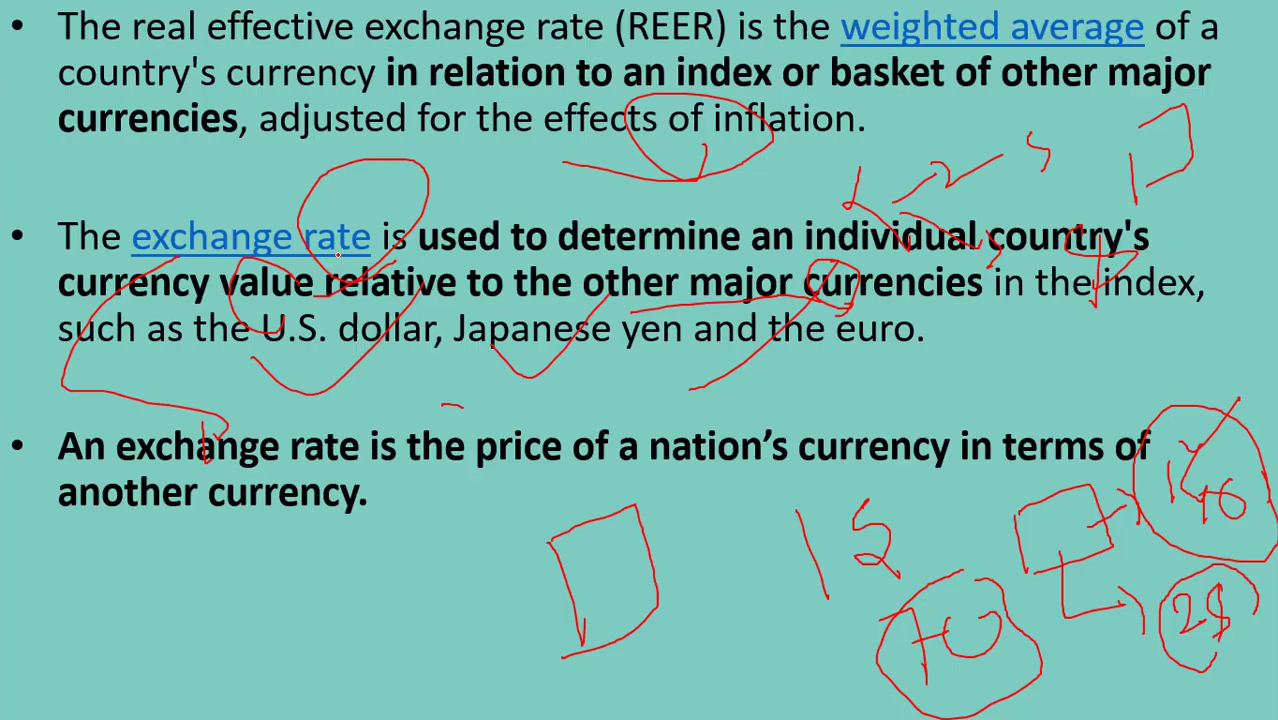 • The real effective exchange rate (REER) is the weighted average of a
country's currency in relation to an index or basket of other major
currencies, adjusted for the effects of inflation.
• The exchange rate is used to determine an individual country's
currency value relative to the other major currencies in the index,
such as the U.S. dollar, Japanese yen and the euro.
• An exchange rate is the price of a nation’s currency in terms of
another currency.
70
2$